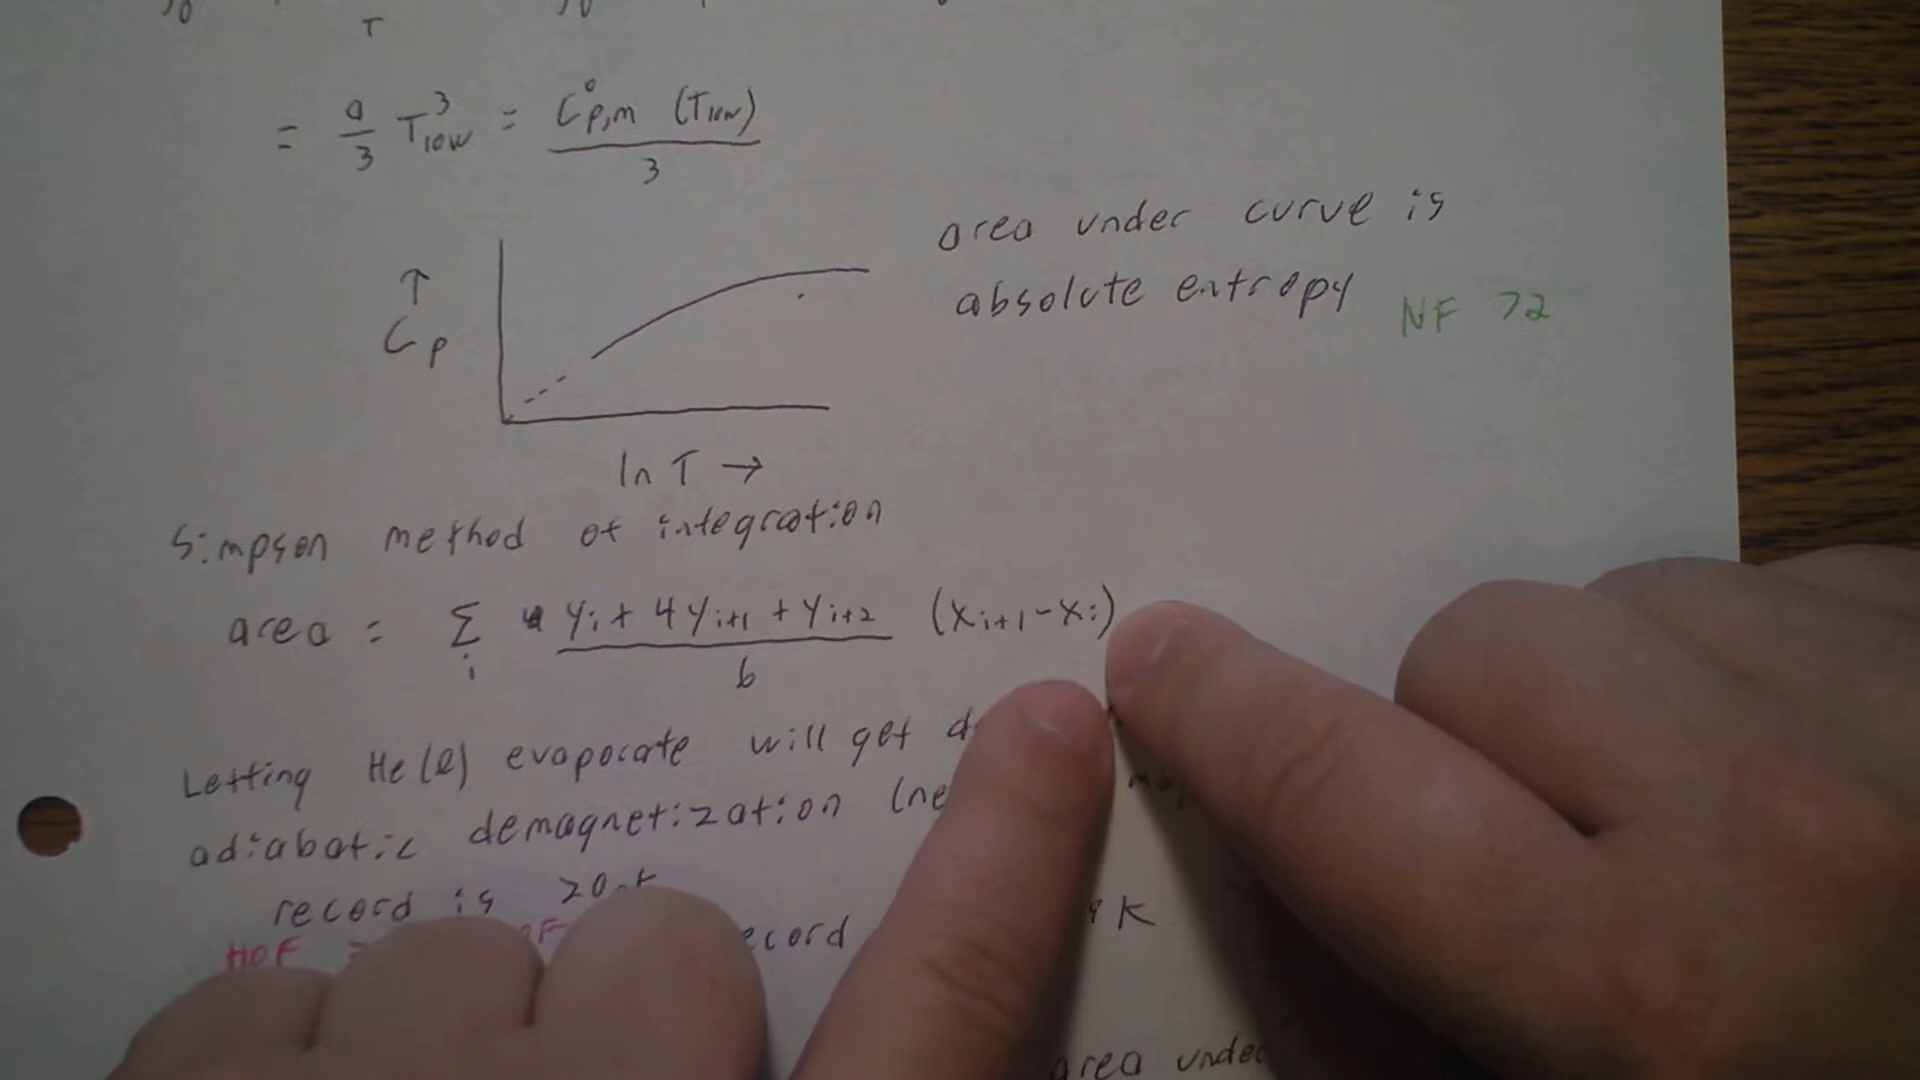 T
= a/3 T³low = C°p,m (Tlow) / 3
area under curve is
absolute entropy NF 72
↑
Cp
ln T →
Simpson method of integration
area = Σi yi + 4yi+1 + yi+2 / 6 (xi+1 - xi)
Letting He(l) evaporate will get
adiabatic demagnetization
record is
HOF record K
area under